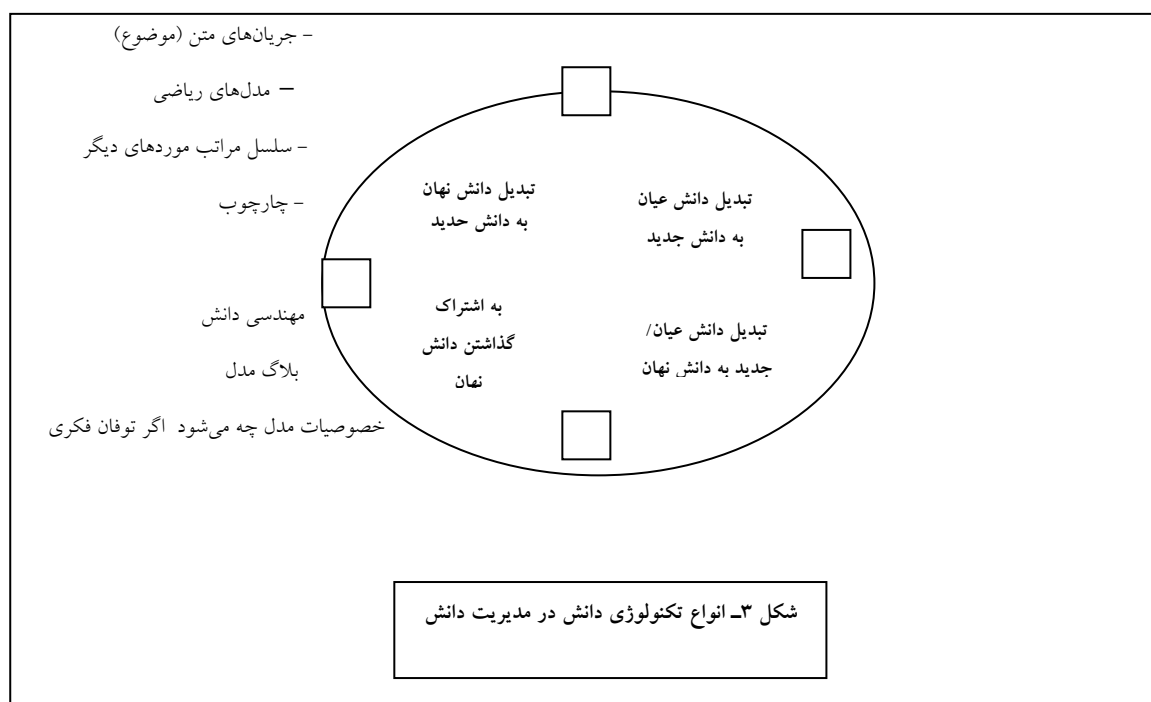 - جریان‌های متن (موضوع)
– مدل‌های ریاضی
- سلسل مراتب موردهای دیگر
- چارچوب
مهندسی دانش
بلاگ مدل
خصوصیات مدل چه می‌شود اگر توفان فکری
تبدیل دانش عیان
به دانش جدید
تبدیل دانش نهان
به دانش حدید
تبدیل دانش عیان/
جدید به دانش نهان
به اشتراک
گذاشتن دانش
نهان
شکل ۳ـ انواع تکنولوژی دانش در مدیریت دانش